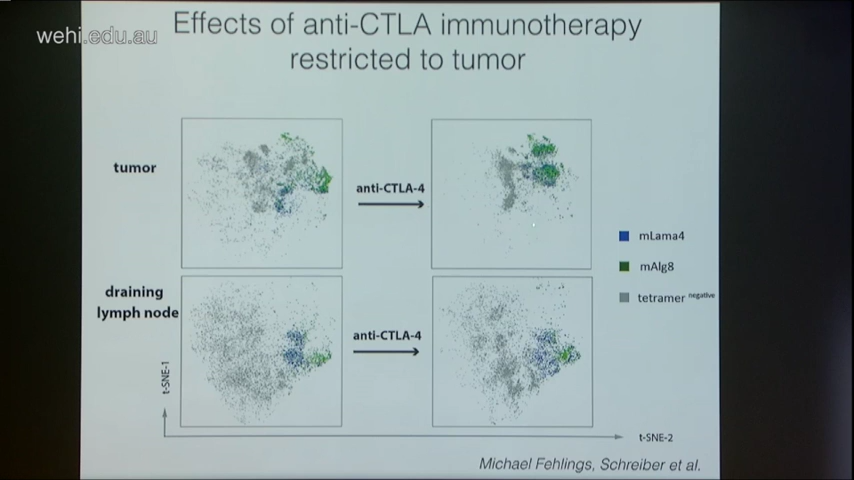 wehi.edu.au
Effects of anti-CTLA immunotherapy
restricted to tumor
tumor
anti-CTLA-4
draining
lymph node
anti-CTLA-4
mLama4
mAlg8
tetramer negative
t-SNE-1
t-SNE-2
Michael Fehlings, Schreiber et al.